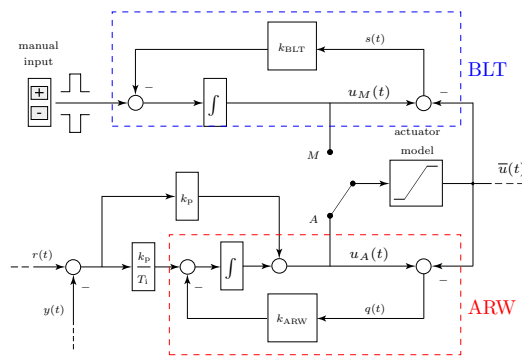 manual
input
+
-
k_BLT
s(t)
BLT
−
−
∫
u_M(t)
actuator
model
M
u̅(t)
k_p
A
r(t)
k_p
T_i
∫
u_A(t)
−
−
−
y(t)
k_ARW
q(t)
ARW